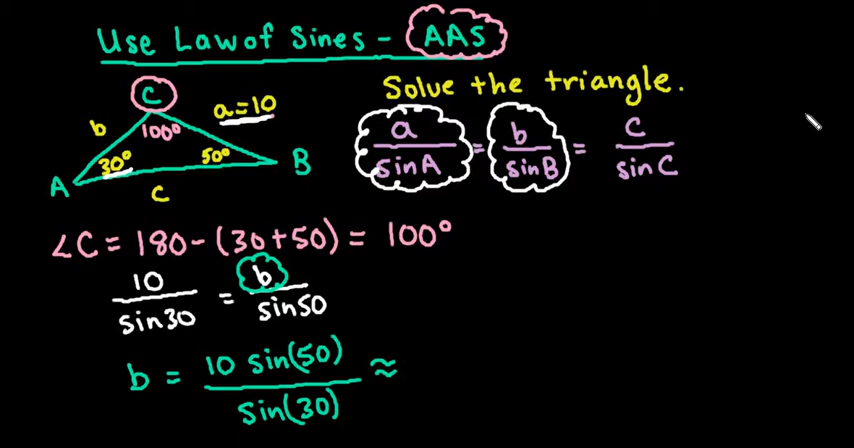 Use Law of Sines - AAS
Solve the triangle.
C
b
a=10
100°
30°
50°
A
B
c
a/sinA = b/sinB = c/sinC
∠C = 180 - (30+50) = 100°
10/sin30 = b/sin50
b = 10 sin(50)/sin(30) ≈